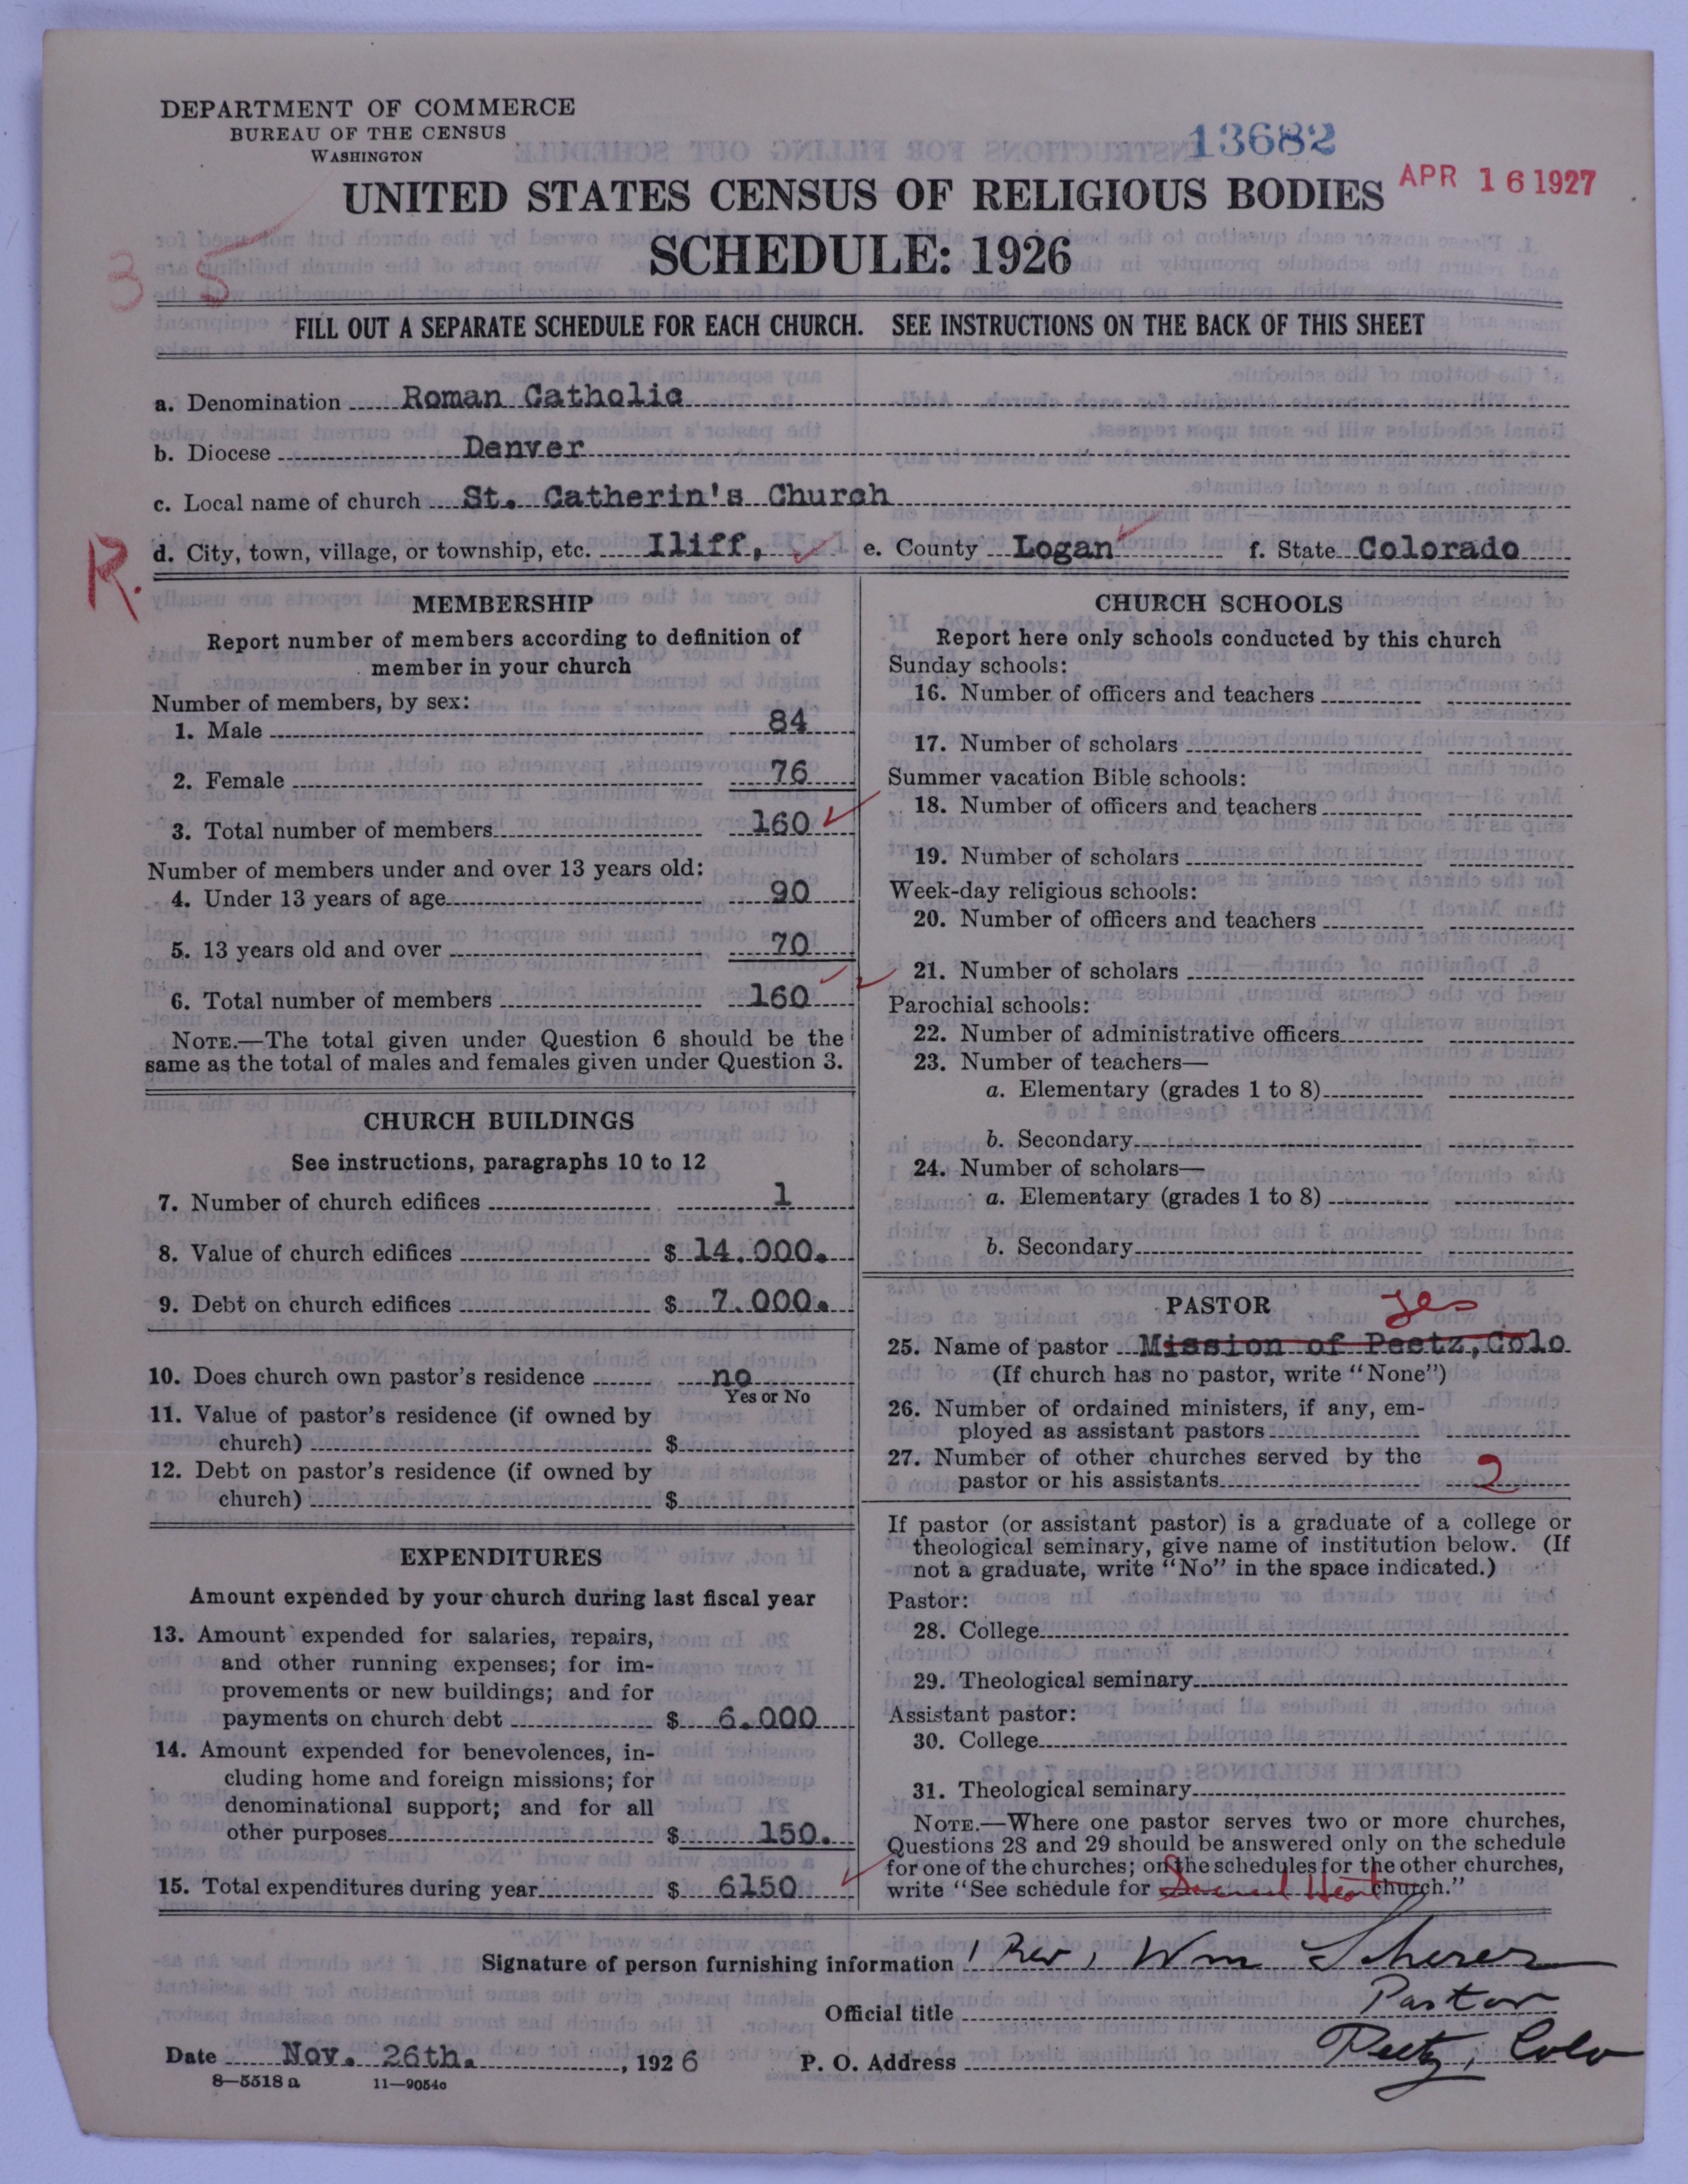 DEPARTMENT OF COMMERCE
BUREAU OF THE CENSUS
WASHINGTON
13682
APR 16 1927
UNITED STATES CENSUS OF RELIGIOUS BODIES
SCHEDULE: 1926
35
FILL OUT A SEPARATE SCHEDULE FOR EACH CHURCH. SEE INSTRUCTIONS ON THE BACK OF THIS SHEET
a. Denomination Roman Catholic
b. Diocese Denver
c. Local name of church St. Catherin's Church
R.
d. City, town, village, or township, etc. Iliff, e. County Logan f. State Colorado
MEMBERSHIP
Report number of members according to definition of
member in your church
Number of members, by sex:
1. Male 84
2. Female 76
3. Total number of members 160
Number of members under and over 13 years old:
4. Under 13 years of age 90
5. 13 years old and over 70
6. Total number of members 160
NOTE.—The total given under Question 6 should be the
same as the total of males and females given under Question 3.
CHURCH BUILDINGS
See instructions, paragraphs 10 to 12
7. Number of church edifices 1
8. Value of church edifices $ 14.000.
9. Debt on church edifices $ 7.000.
10. Does church own pastor's residence no
Yes or No
11. Value of pastor's residence (if owned by
church) $
12. Debt on pastor's residence (if owned by
church) $
EXPENDITURES
Amount expended by your church during last fiscal year
13. Amount expended for salaries, repairs,
and other running expenses; for im-
provements or new buildings; and for
payments on church debt $ 6.000
14. Amount expended for benevolences, in-
cluding home and foreign missions; for
denominational support; and for all
other purposes $ 150.
15. Total expenditures during year $ 6150
CHURCH SCHOOLS
Report here only schools conducted by this church
Sunday schools:
16. Number of officers and teachers
17. Number of scholars
Summer vacation Bible schools:
18. Number of officers and teachers
19. Number of scholars
Week-day religious schools:
20. Number of officers and teachers
21. Number of scholars
Parochial schools:
22. Number of administrative officers
23. Number of teachers—
a. Elementary (grades 1 to 8)
b. Secondary
24. Number of scholars—
a. Elementary (grades 1 to 8)
b. Secondary
PASTOR yes
25. Name of pastor Mission of Peetz, Colo
(If church has no pastor, write "None")
26. Number of ordained ministers, if any, em-
ployed as assistant pastors
27. Number of other churches served by the
pastor or his assistants 2
If pastor (or assistant pastor) is a graduate of a college or
theological seminary, give name of institution below. (If
not a graduate, write "No" in the space indicated.)
Pastor:
28. College
29. Theological seminary
Assistant pastor:
30. College
31. Theological seminary
NOTE.—Where one pastor serves two or more churches,
Questions 28 and 29 should be answered only on the schedule
for one of the churches; on the schedules for the other churches,
write "See schedule for Sacred Heart church."
Signature of person furnishing information (Rev) Wm Scherer
Official title Pastor
Date Nov. 26th., 1926 P. O. Address Peetz, Colo
8—5518 a 11—9054c